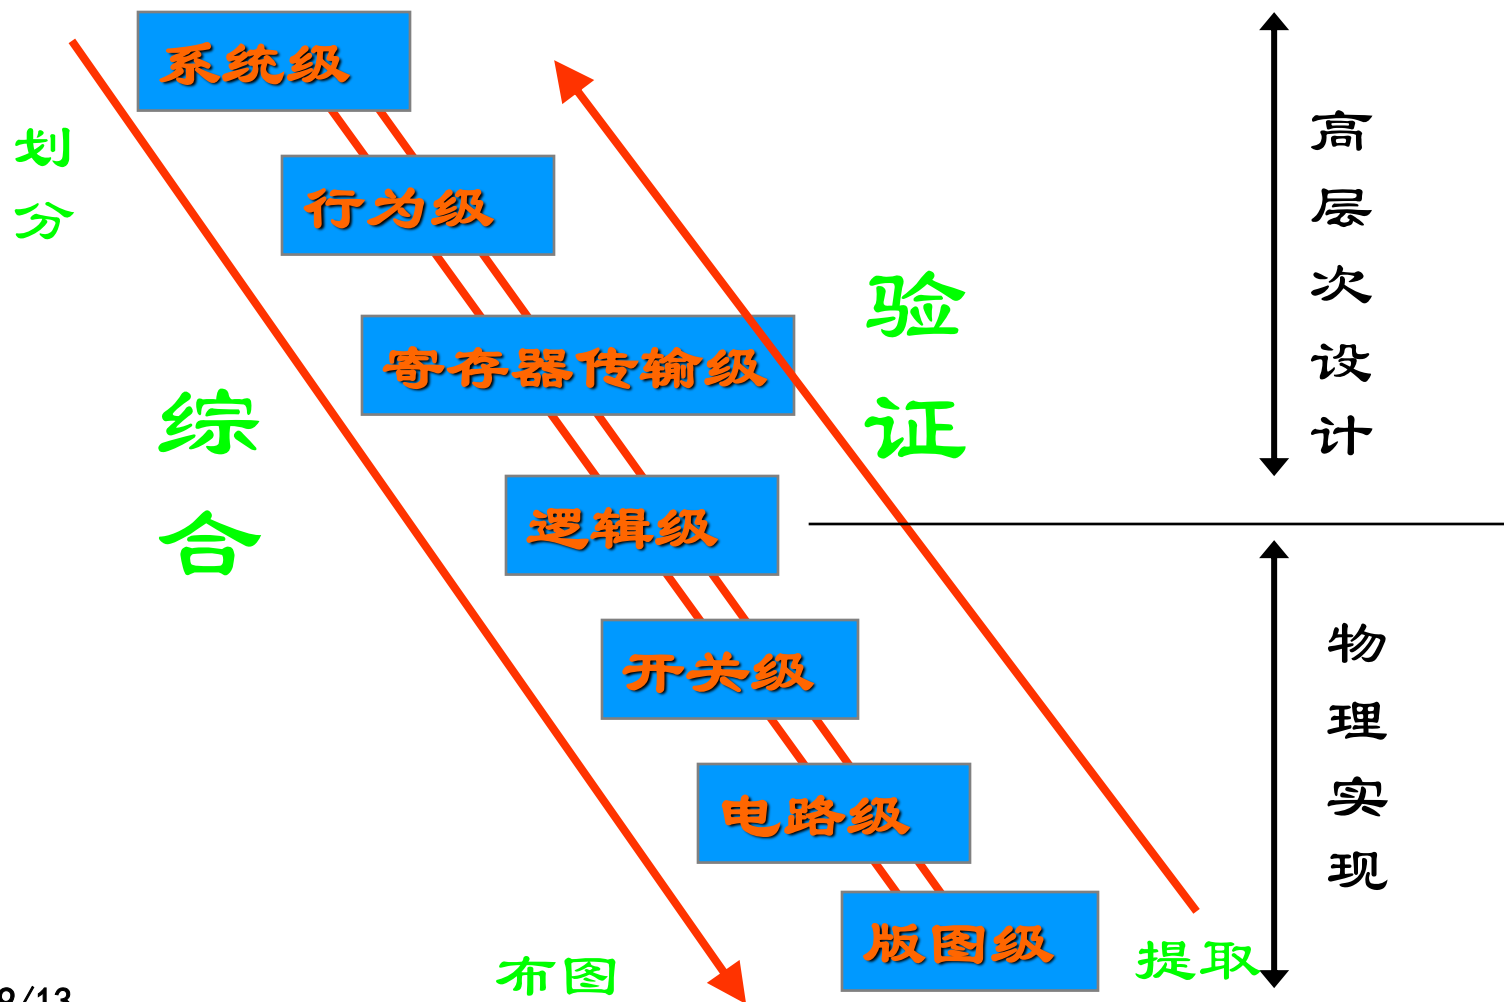 系统级
划分
行为级
寄存器传输级
综合
验证
高层次设计
逻辑级
开关级
电路级
版图级
物理实现
布图
提取
9/13